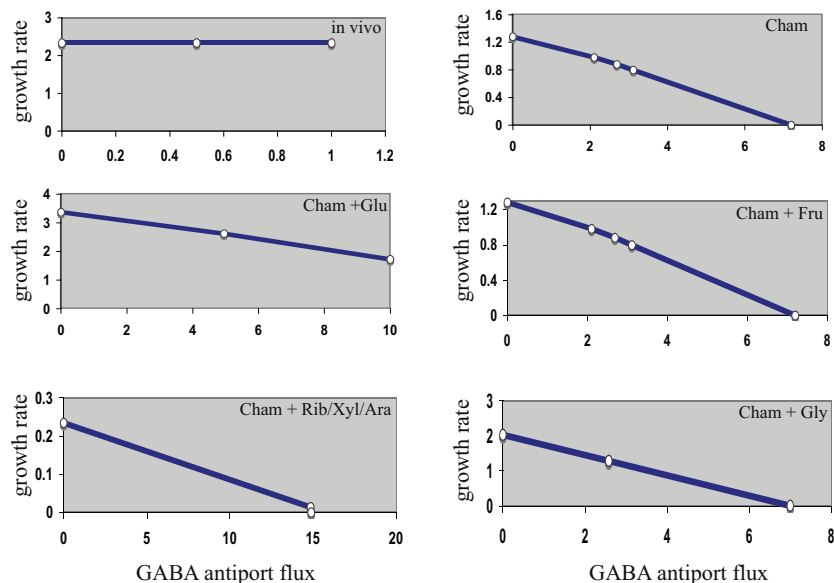 in vivo
growth rate
3
2
1
0
0 0.2 0.4 0.6 0.8 1 1.2
Cham
growth rate
1.6
1.2
0.8
0.4
0
0 2 4 6 8
Cham +Glu
growth rate
4
3
2
1
0
0 2 4 6 8 10
Cham + Fru
growth rate
1.2
0.8
0.4
0
0 2 4 6 8
Cham + Rib/Xyl/Ara
growth rate
0.3
0.2
0.1
0
0 5 10 15 20
GABA antiport flux
Cham + Gly
growth rate
3
2
1
0
0 2 4 6 8
GABA antiport flux